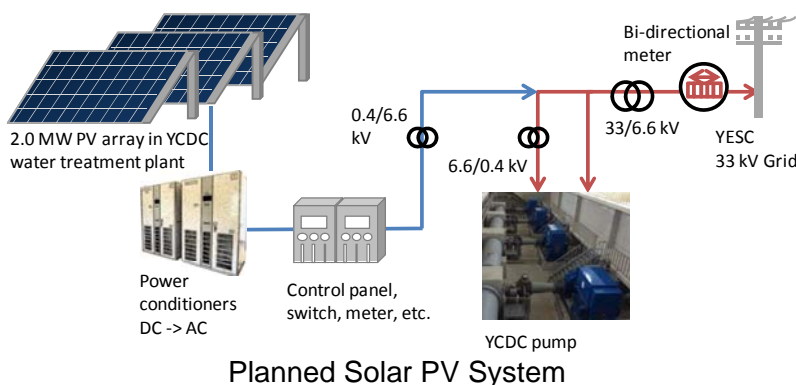 Bi-directional
meter
0.4/6.6
kV
33/6.6 kV
2.0 MW PV array in YCDC
water treatment plant
6.6/0.4 kV
YESC
33 kV Grid
Power
conditioners
DC -> AC
Control panel,
switch, meter, etc.
YCDC pump
Planned Solar PV System